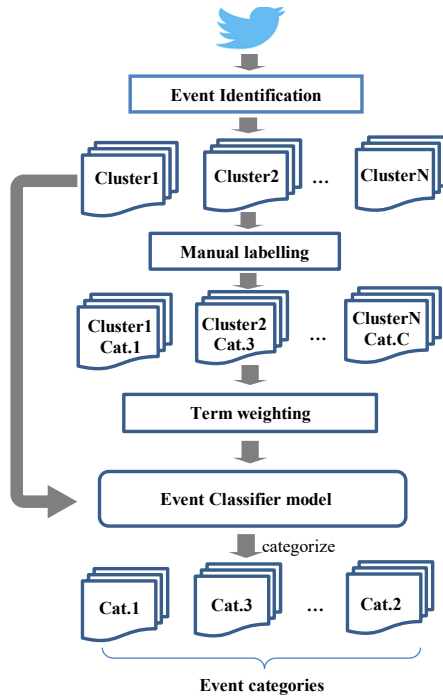 Event Identification
Cluster1
Cluster2
...
ClusterN
Manual labelling
Cluster1
Cat.1
Cluster2
Cat.3
...
ClusterN
Cat.C
Term weighting
Event Classifier model
categorize
Cat.1
Cat.3
...
Cat.2
Event categories